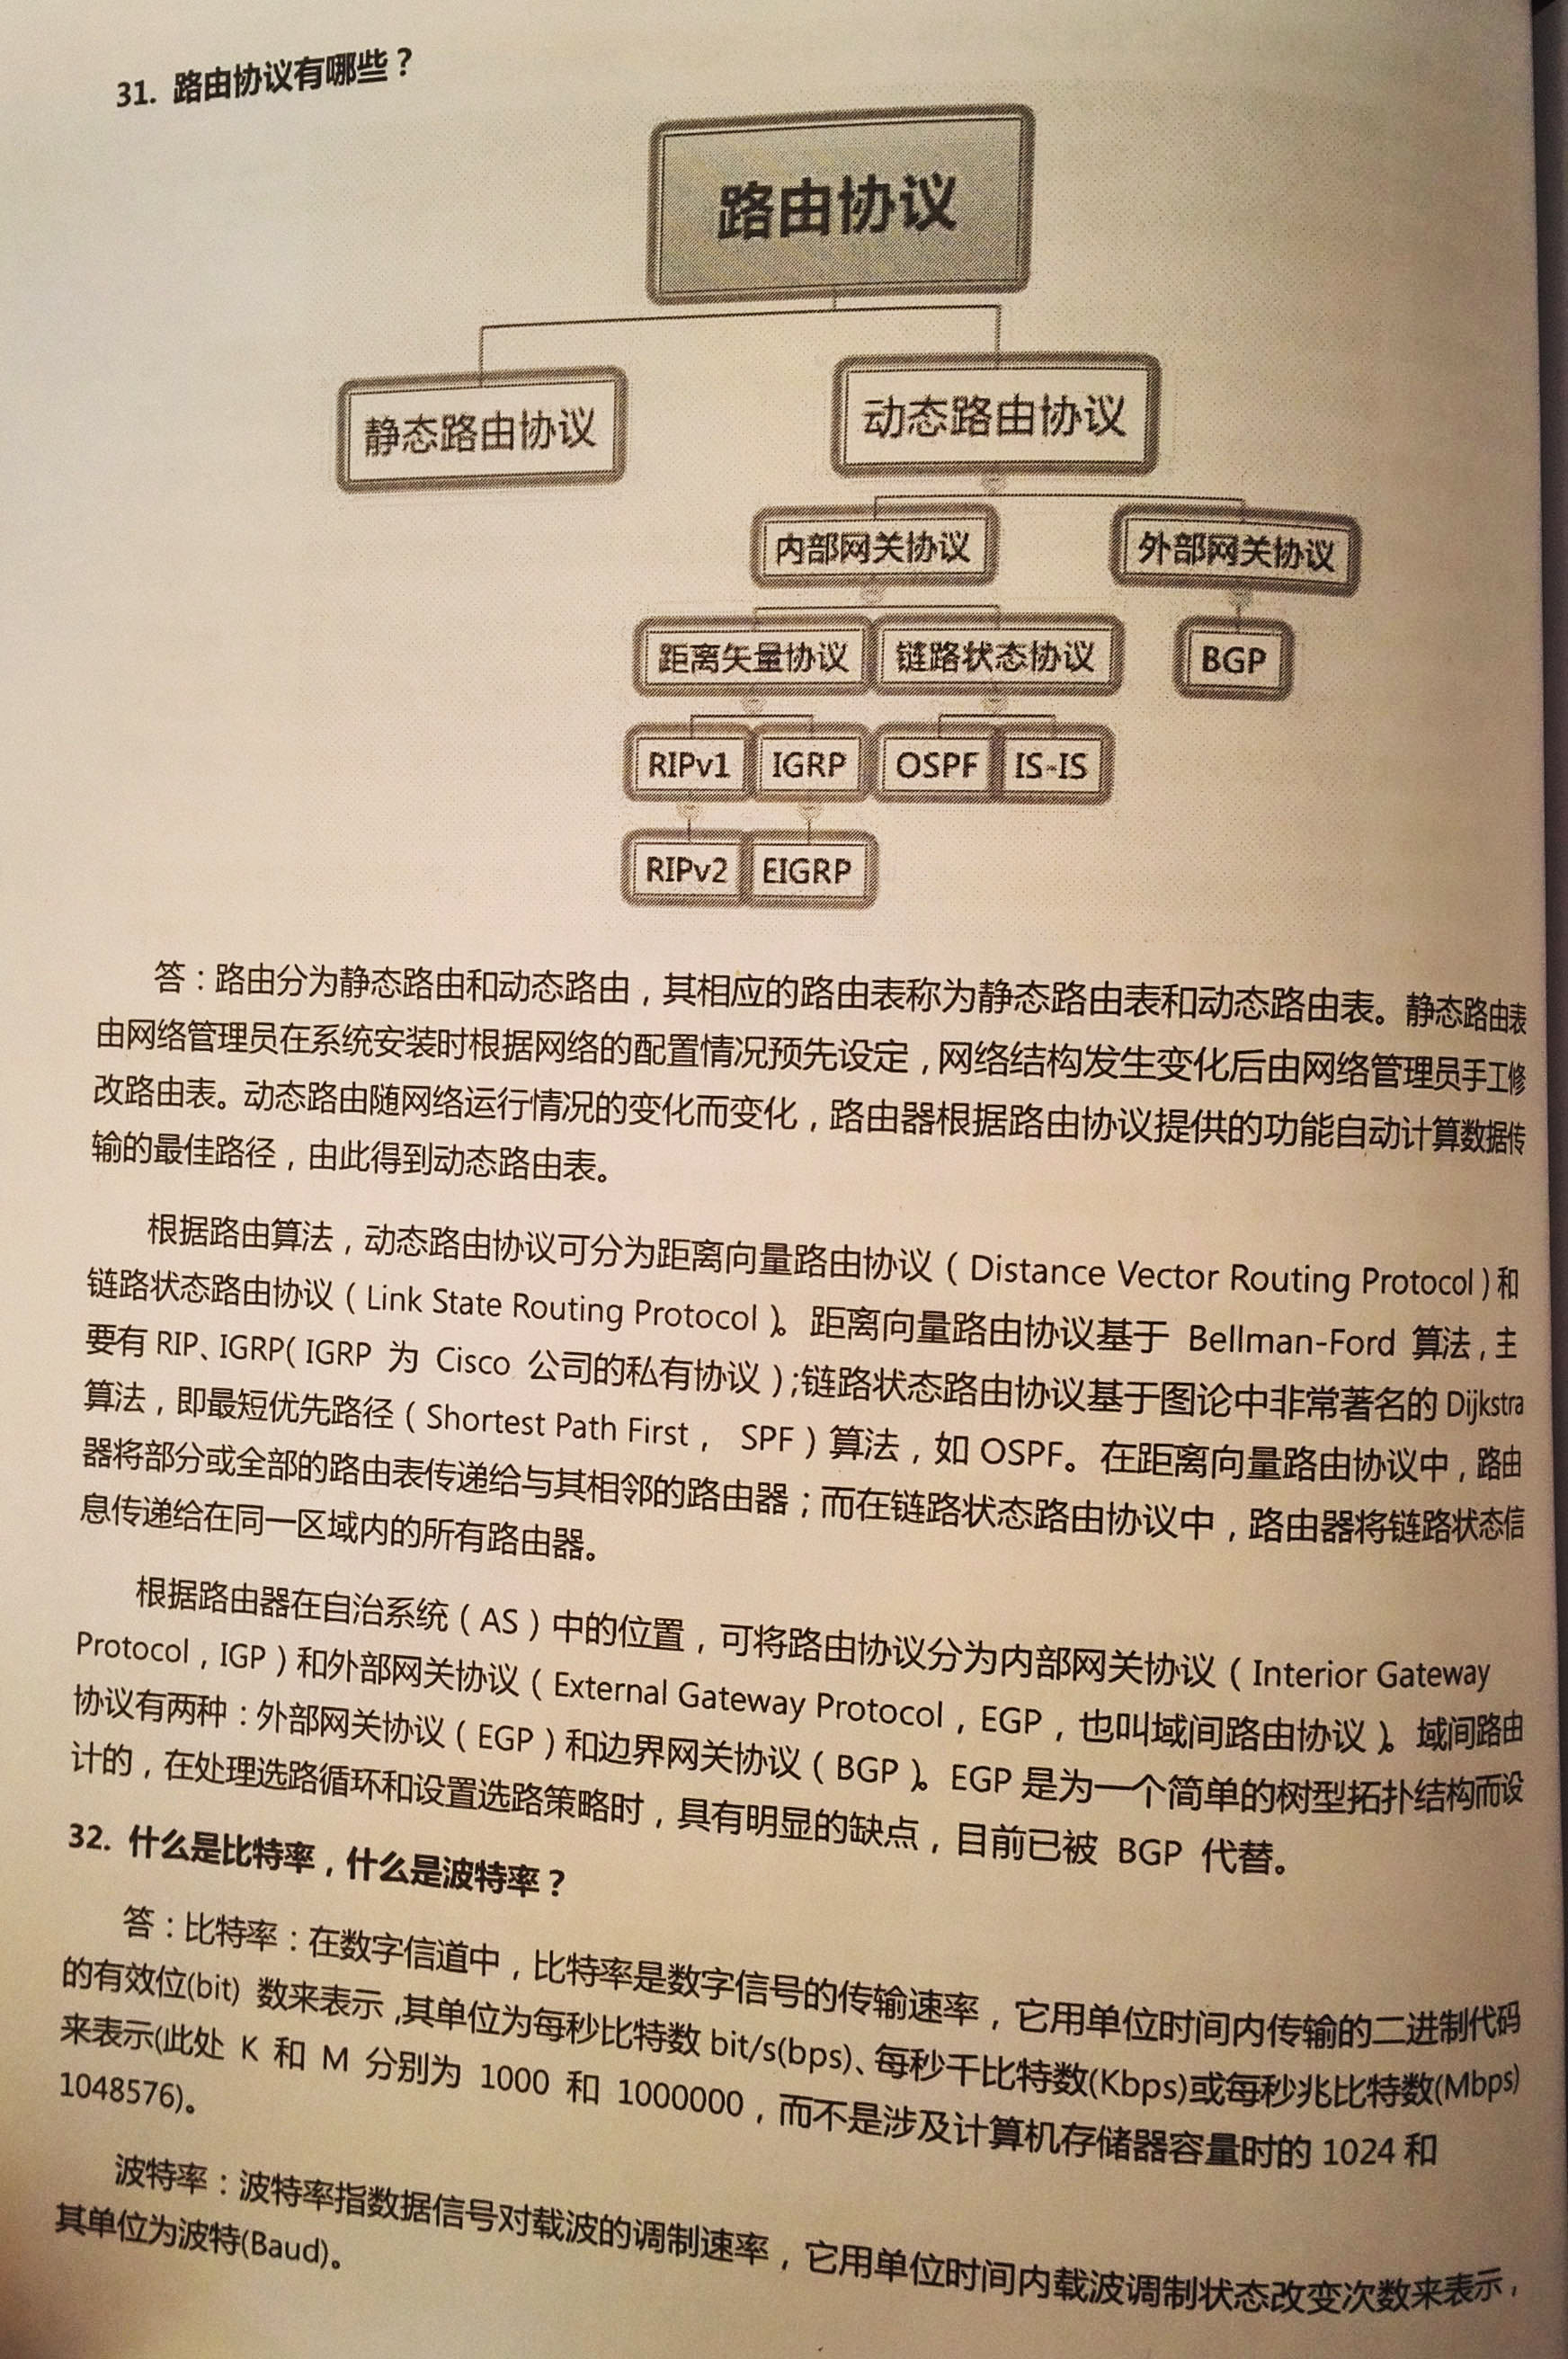 31. 路由协议有哪些？
路由协议
静态路由协议
动态路由协议
内部网关协议
外部网关协议
距离矢量协议
链路状态协议
BGP
RIPv1
IGRP
OSPF
IS-IS
RIPv2
EIGRP
答：路由分为静态路由和动态路由，其相应的路由表称为静态路由表和动态路由表。静态路由表
由网络管理员在系统安装时根据网络的配置情况预先设定，网络结构发生变化后由网络管理员手工修
改路由表。动态路由随网络运行情况的变化而变化，路由器根据路由协议提供的功能自动计算数据传
输的最佳路径，由此得到动态路由表。
根据路由算法，动态路由协议可分为距离向量路由协议（Distance Vector Routing Protocol)和
链路状态路由协议（Link State Routing Protocol）。距离向量路由协议基于 Bellman-Ford 算法，主
要有 RIP、IGRP( IGRP 为 Cisco 公司的私有协议);链路状态路由协议基于图论中非常著名的 Dijkstra
算法，即最短优先路径（Shortest Path First， SPF）算法，如 OSPF。在距离向量路由协议中，路由
器将部分或全部的路由表传递给与其相邻的路由器；而在链路状态路由协议中，路由器将链路状态信
息传递给在同一区域内的所有路由器。
根据路由器在自治系统（AS）中的位置，可将路由协议分为内部网关协议（Interior Gateway
Protocol，IGP）和外部网关协议（External Gateway Protocol，EGP，也叫域间路由协议）。域间路由
协议有两种：外部网关协议（EGP）和边界网关协议（BGP）。EGP 是为一个简单的树型拓扑结构而设
计的，在处理选路循环和设置选路策略时，具有明显的缺点，目前已被 BGP 代替。
32. 什么是比特率，什么是波特率？
答：比特率：在数字信道中，比特率是数字信号的传输速率，它用单位时间内传输的二进制代码
的有效位(bit) 数来表示,其单位为每秒比特数 bit/s(bps)、每秒千比特数(Kbps)或每秒兆比特数(Mbps)
来表示(此处 K 和 M 分别为 1000 和 1000000，而不是涉及计算机存储器容量时的 1024 和
1048576)。
波特率：波特率指数据信号对载波的调制速率，它用单位时间内载波调制状态改变次数来表示，
其单位为波特(Baud)。